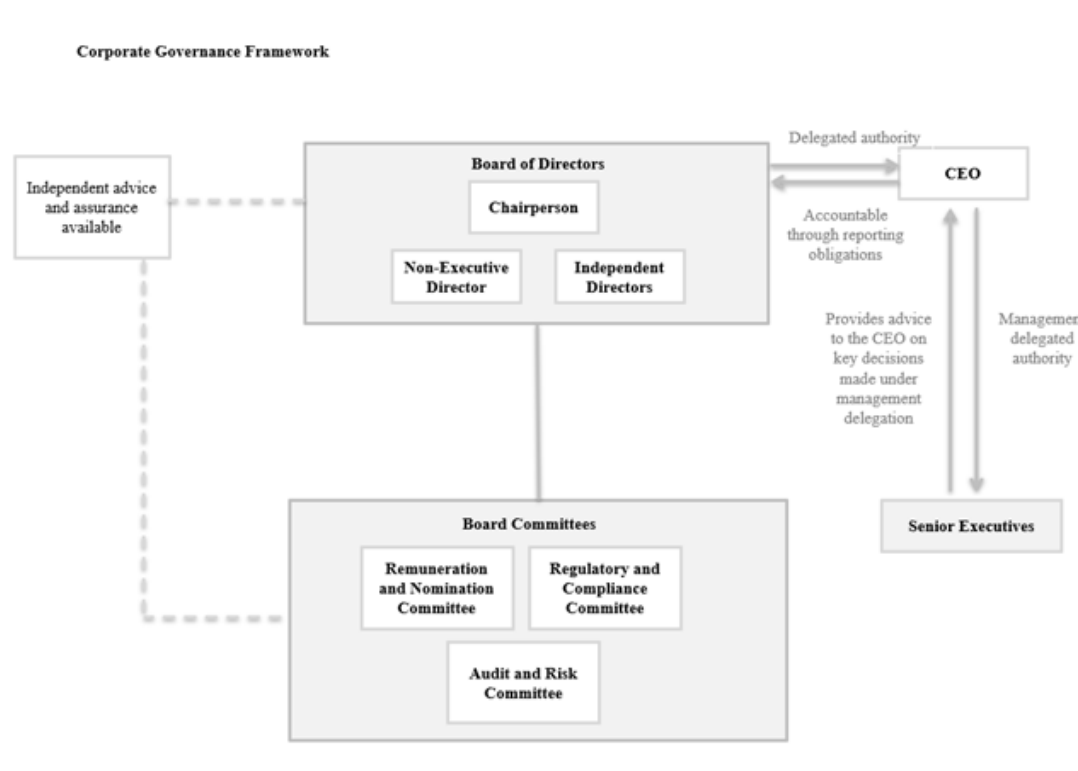 Corporate Governance Framework
Delegated authority
Board of Directors
CEO
Independent advice
and assurance
available
Chairperson
Accountable
through reporting
obligations
Non-Executive
Director
Independent
Directors
Provides advice
to the CEO on
key decisions
made under
management
delegation
delegated
authority
Board Committees
Senior Executives
Remuneration
and Nomination
Committee
Regulatory and
Compliance
Committee
Audit and Risk
Committee